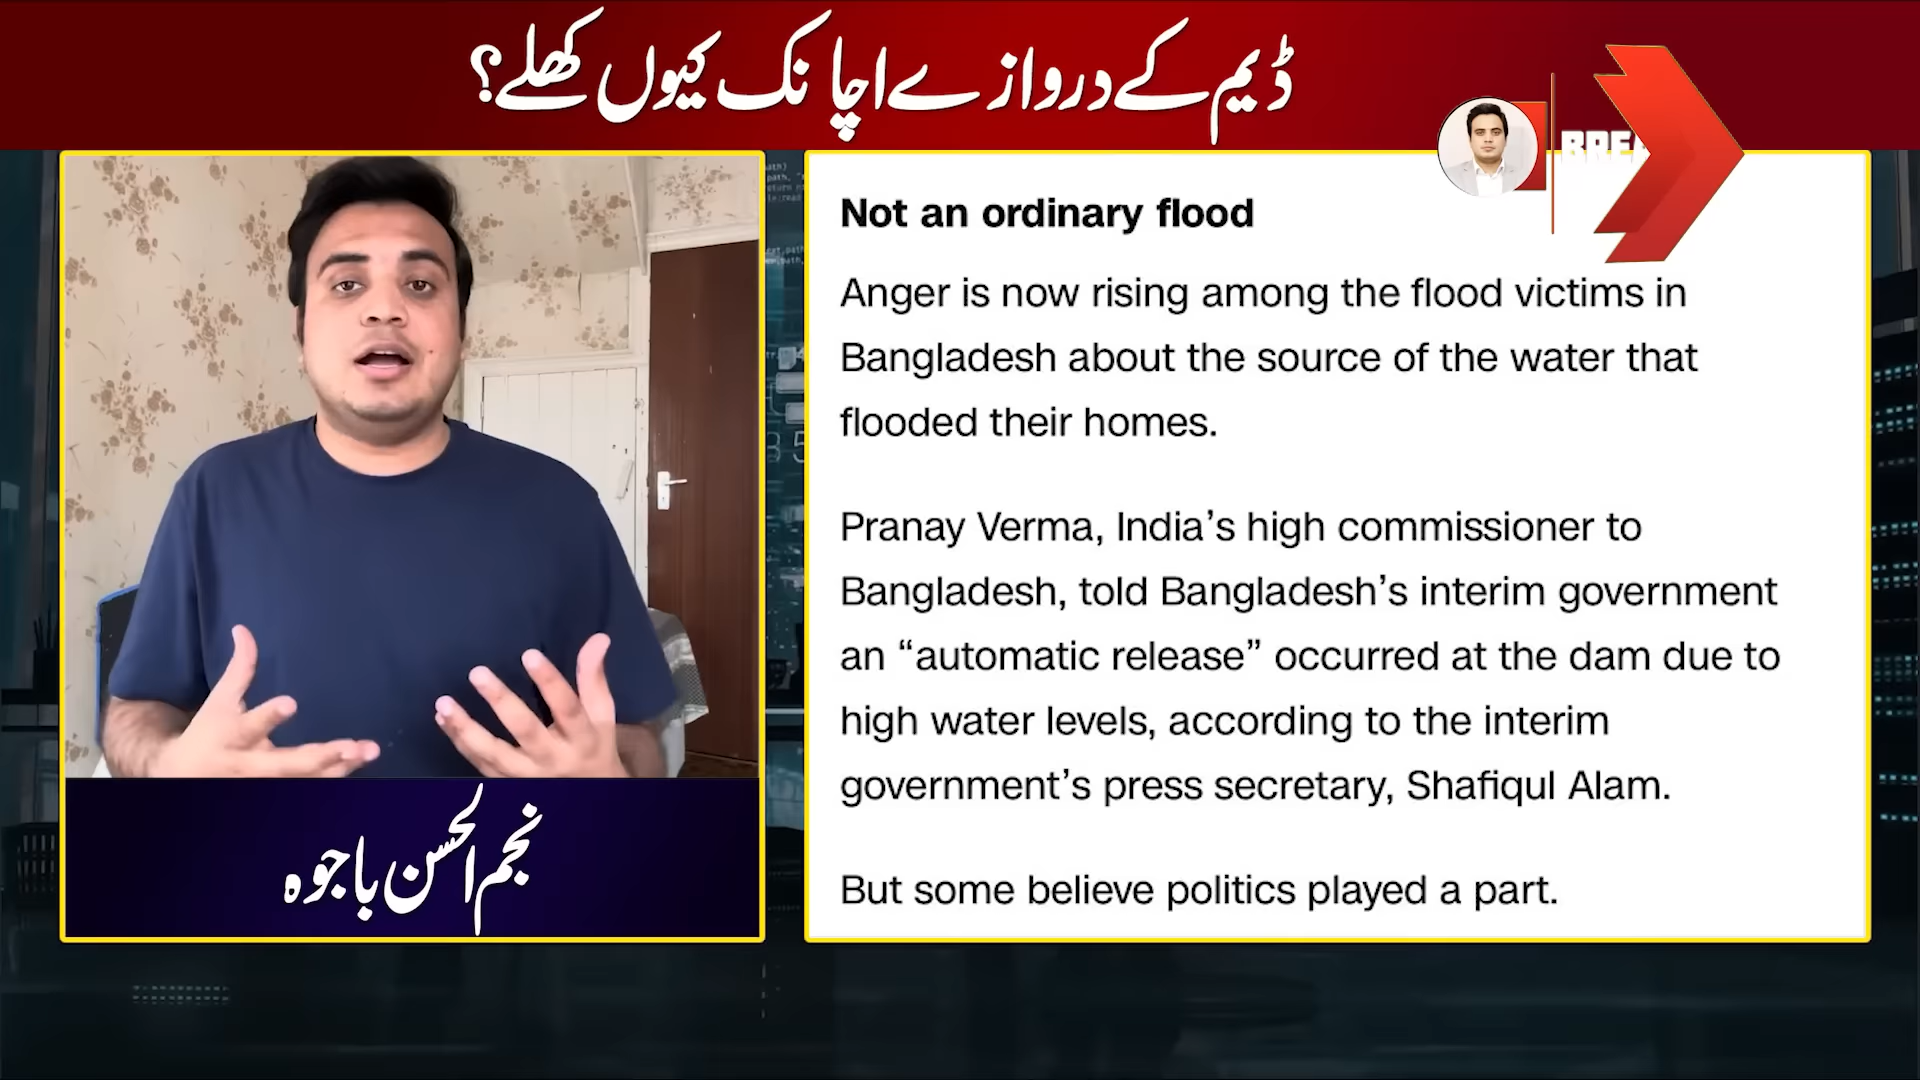 ڈیم کے دروازے اچانک کیوں کھلے؟
Not an ordinary flood
Anger is now rising among the flood victims in
Bangladesh about the source of the water that
flooded their homes.
Pranay Verma, India’s high commissioner to
Bangladesh, told Bangladesh’s interim government
an “automatic release” occurred at the dam due to
high water levels, according to the interim
government’s press secretary, Shafiqul Alam.
But some believe politics played a part.
نجم الحسن باجوہ